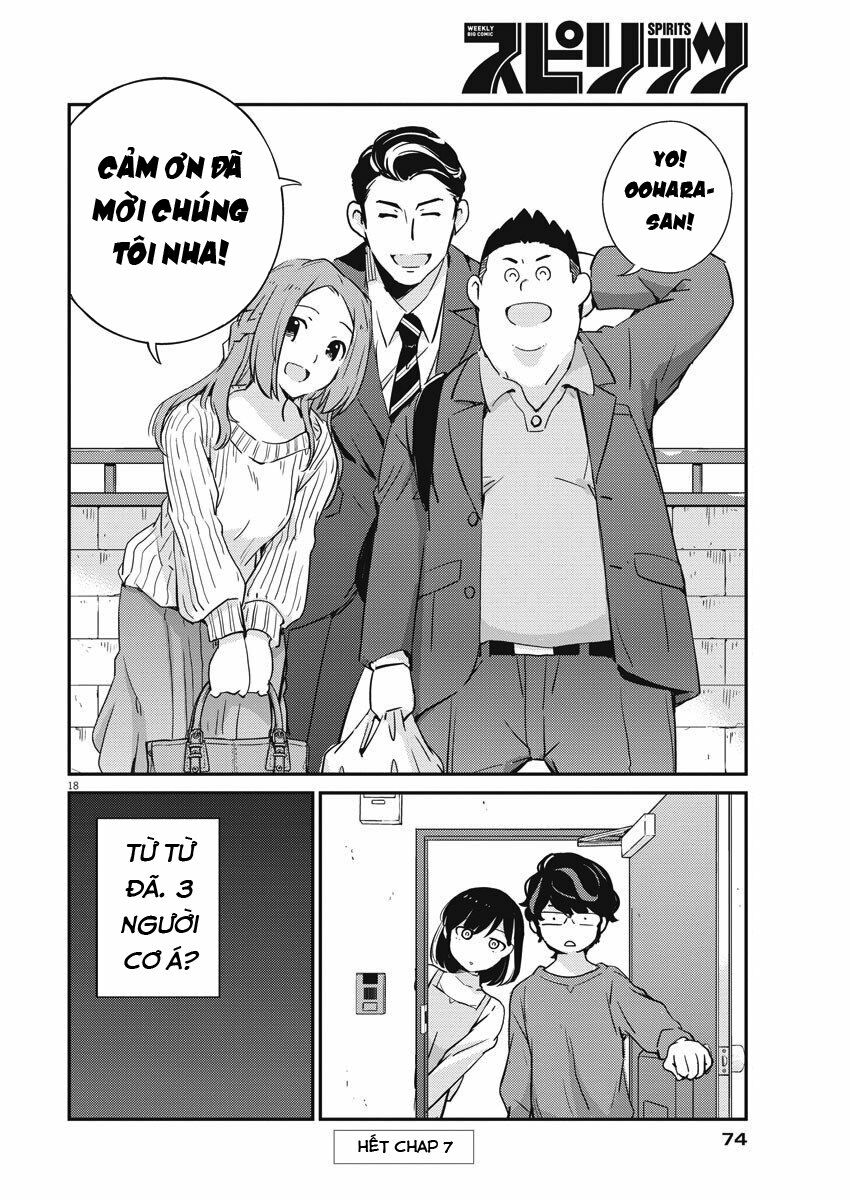 WEEKLY
BIG COMIC
SPIRITS
スピリッツ
YO!
OOHARA-
SAN!
CẢM ƠN ĐÃ
MỜI CHÚNG
TÔI NHA!
18
TỪ TỪ
ĐÃ. 3
NGƯỜI
CƠ Á?
HẾT CHAP 7
74